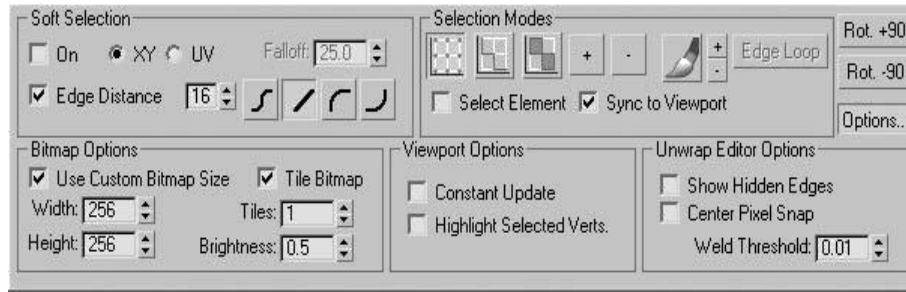 Soft Selection
On XY UV Falloff: 25.0
Edge Distance 16
Selection Modes
+ - + - Edge Loop
Select Element Sync to Viewport
Rot. +90
Rot. -90
Options..
Bitmap Options
Use Custom Bitmap Size Tile Bitmap
Width: 256 Tiles: 1
Height: 256 Brightness: 0.5
Viewport Options
Constant Update
Highlight Selected Verts.
Unwrap Editor Options
Show Hidden Edges
Center Pixel Snap
Weld Threshold: 0.01